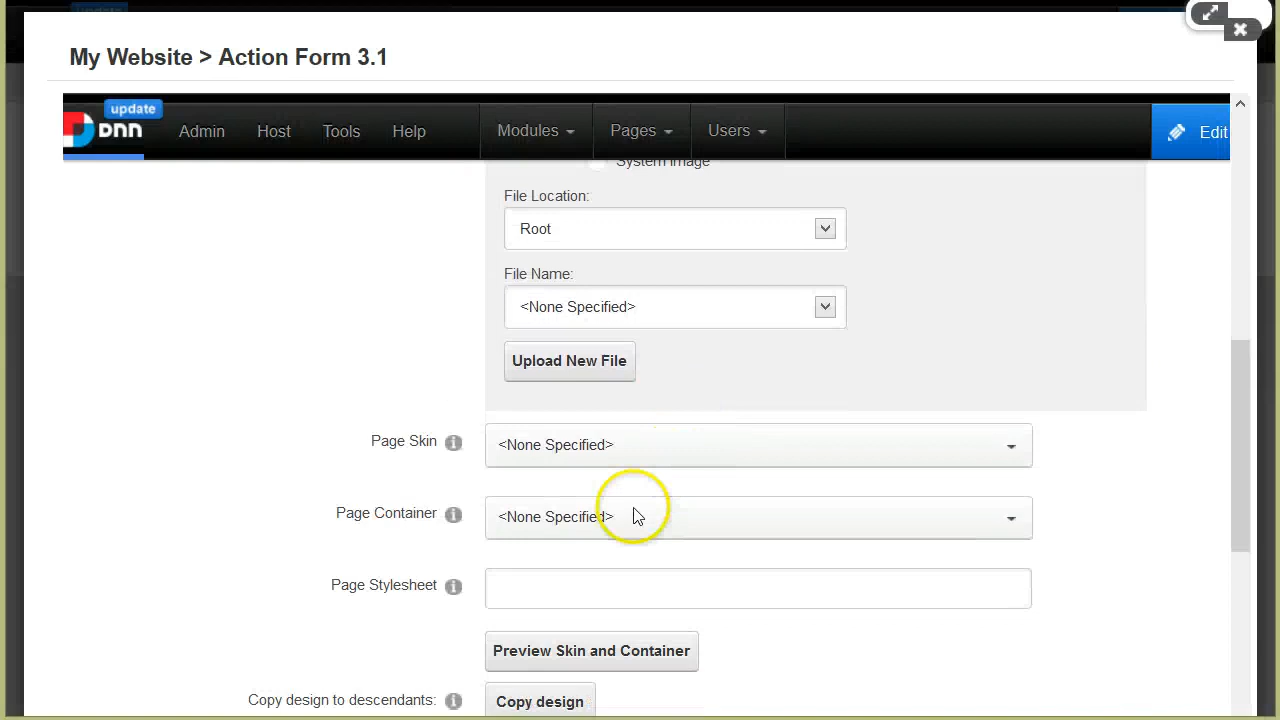 My Website > Action Form 3.1
update
DNN Admin Host Tools Help Modules Pages Users Edit
System Image
File Location:
Root
File Name:
<None Specified>
Upload New File
Page Skin <None Specified>
Page Container <None Specified>
Page Stylesheet
Preview Skin and Container
Copy design to descendants: Copy design